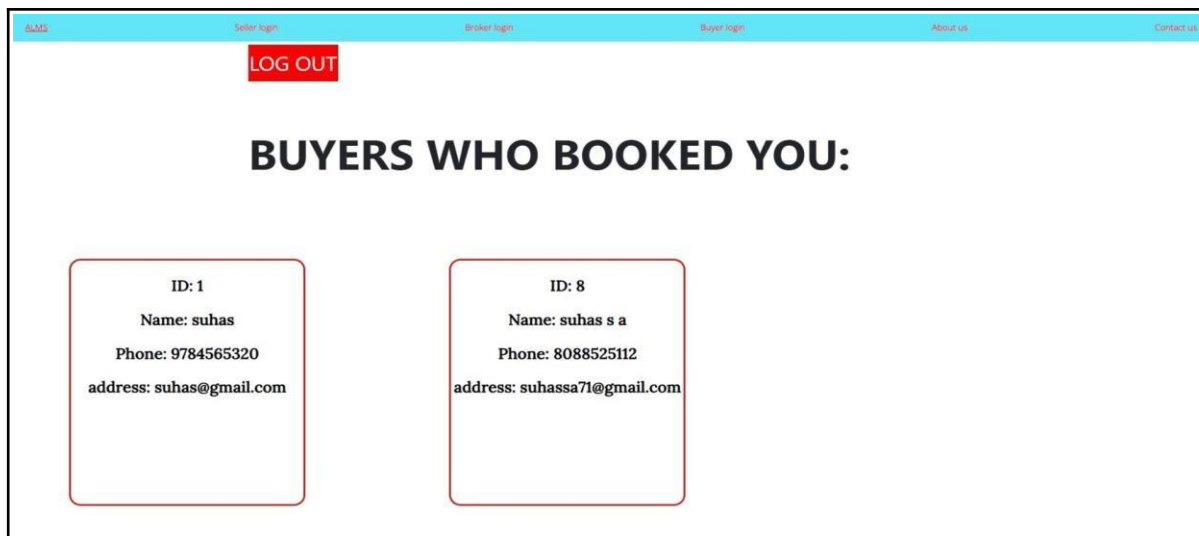 ALMS Seller login Broker login Buyer login About us Contact us
LOG OUT
BUYERS WHO BOOKED YOU:
ID: 1
Name: suhas
Phone: 9784565320
address: suhas@gmail.com
ID: 8
Name: suhas s a
Phone: 8088525112
address: suhassa71@gmail.com